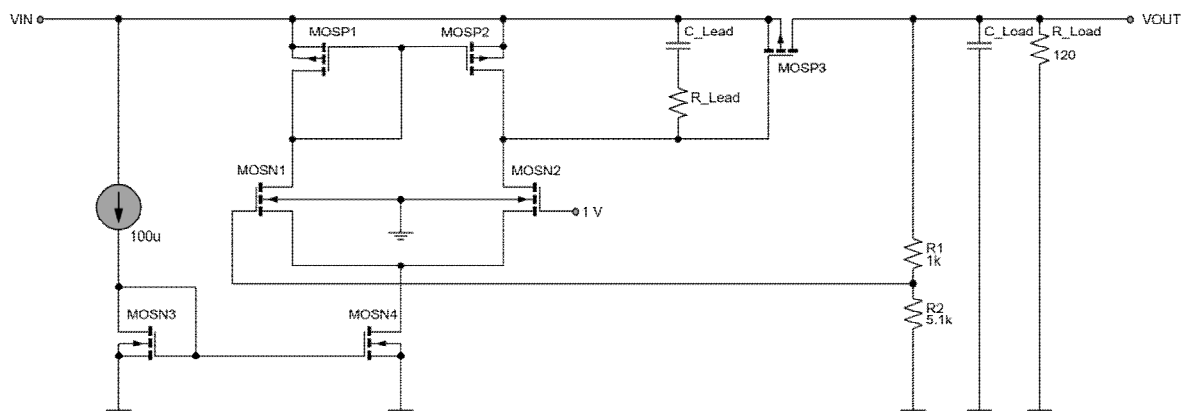 VIN
VOUT
MOSP1
MOSP2
C_Lead
C_Load
R_Load
120
MOSP3
R_Lead
MOSN1
MOSN2
1 V
100u
R1
1k
R2
5.1k
MOSN3
MOSN4